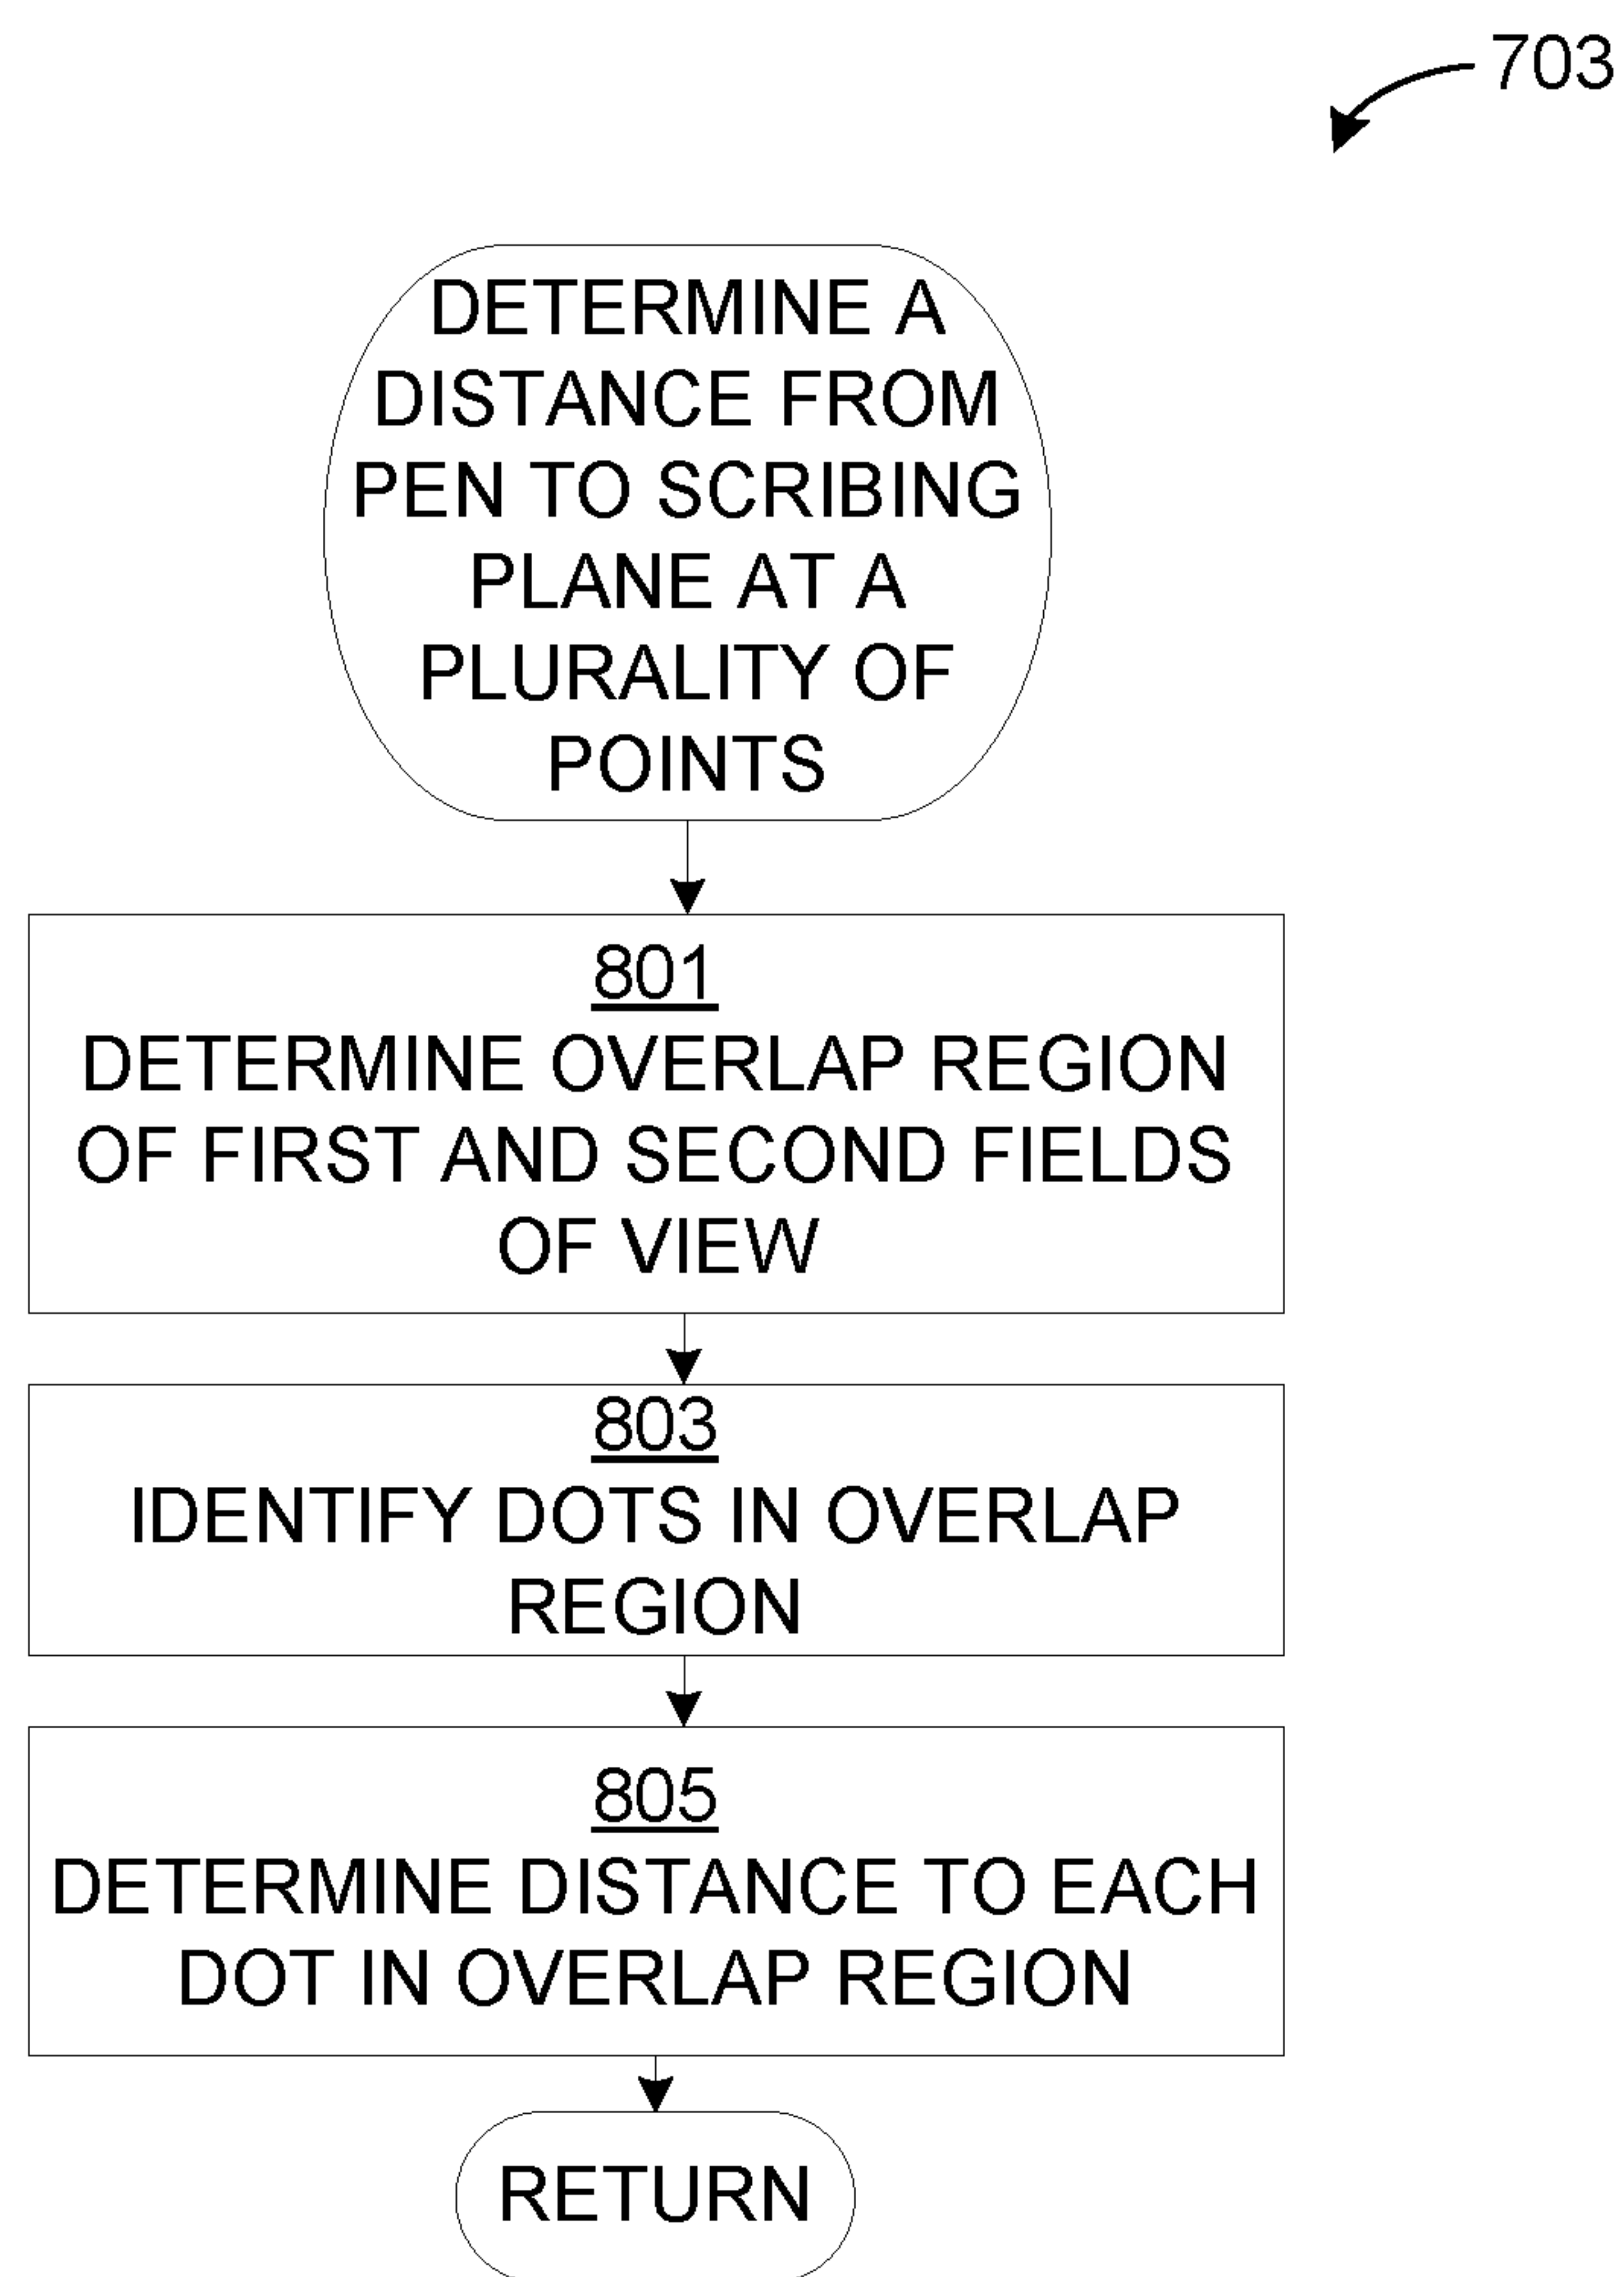 703
DETERMINE A
DISTANCE FROM
PEN TO SCRIBING
PLANE AT A
PLURALITY OF
POINTS
801
DETERMINE OVERLAP REGION
OF FIRST AND SECOND FIELDS
OF VIEW
803
IDENTIFY DOTS IN OVERLAP
REGION
805
DETERMINE DISTANCE TO EACH
DOT IN OVERLAP REGION
RETURN